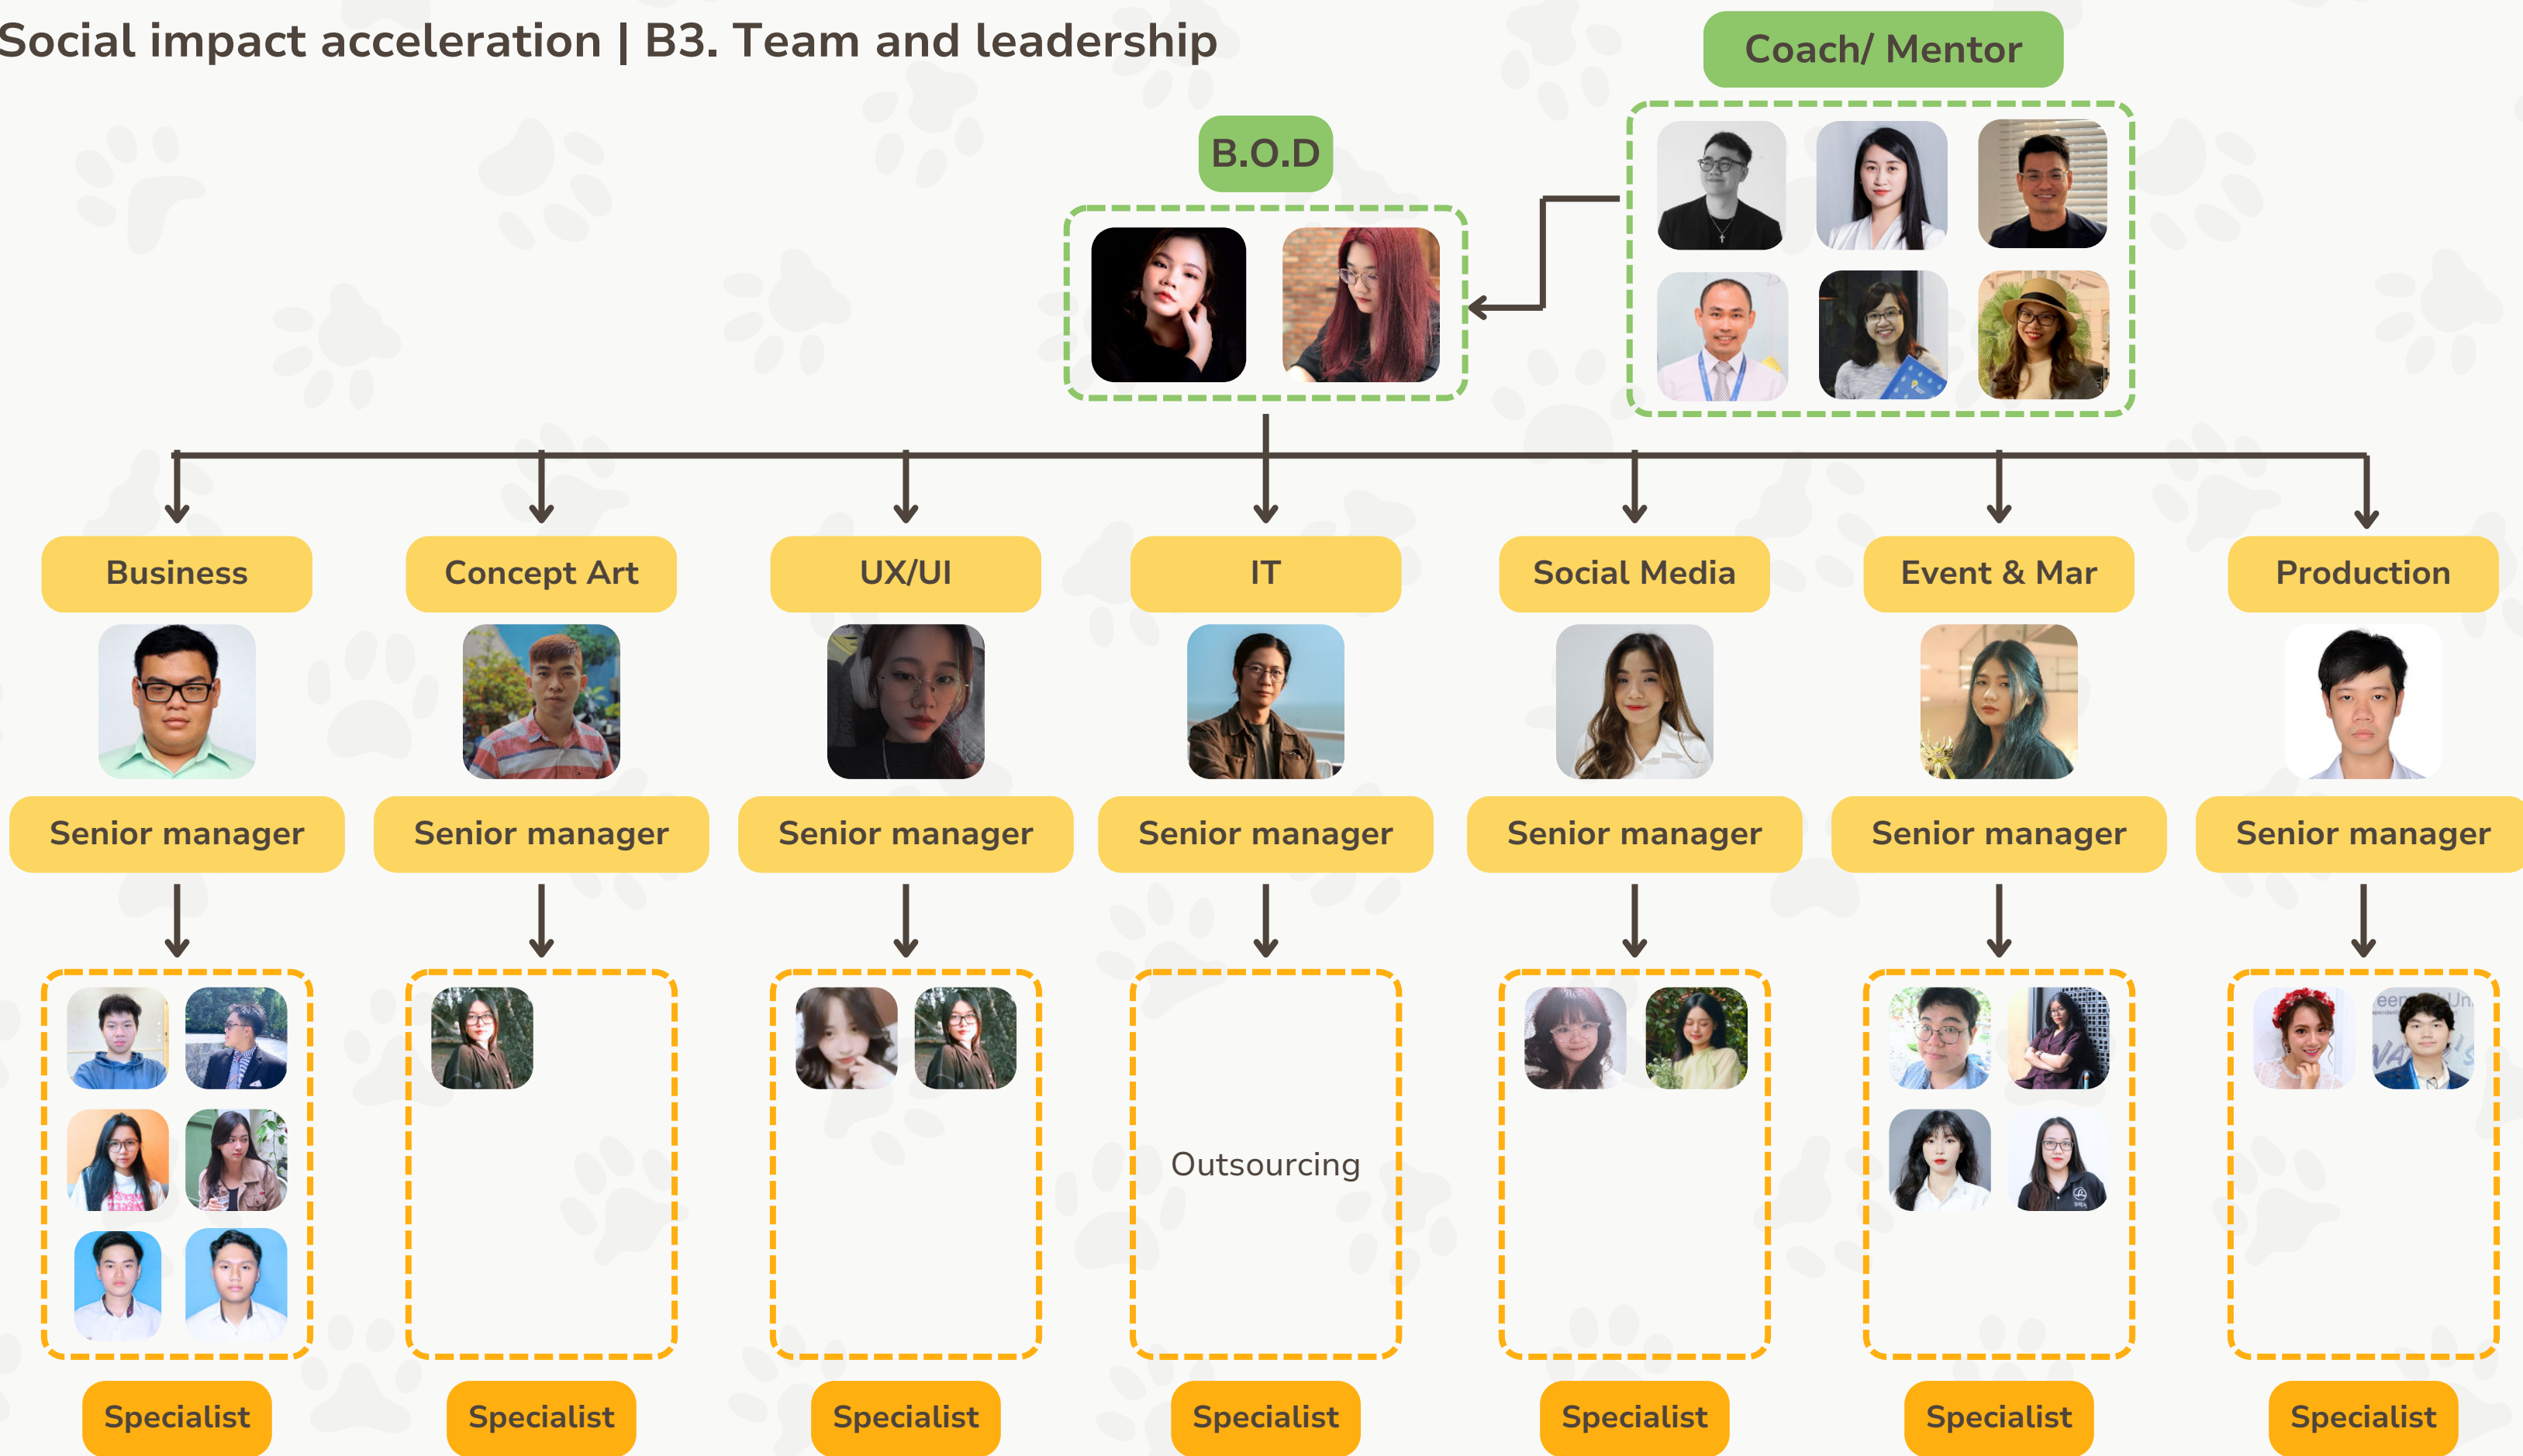 Social impact acceleration | B3. Team and leadership
Coach/ Mentor
B.O.D
Business
Concept Art
UX/UI
IT
Social Media
Event & Mar
Production
Senior manager
Senior manager
Senior manager
Senior manager
Senior manager
Senior manager
Senior manager
Outsourcing
Specialist
Specialist
Specialist
Specialist
Specialist
Specialist
Specialist